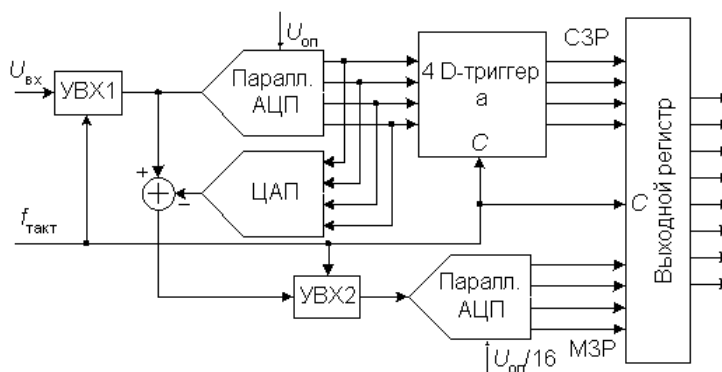 Uоп
СЗР
Uвх
УВХ1
Паралл.
АЦП
4 D-триггер
а
C
ЦАП
+
−
fтакт
C
Выходной регистр
УВХ2
Паралл.
АЦП
МЗР
Uоп/16